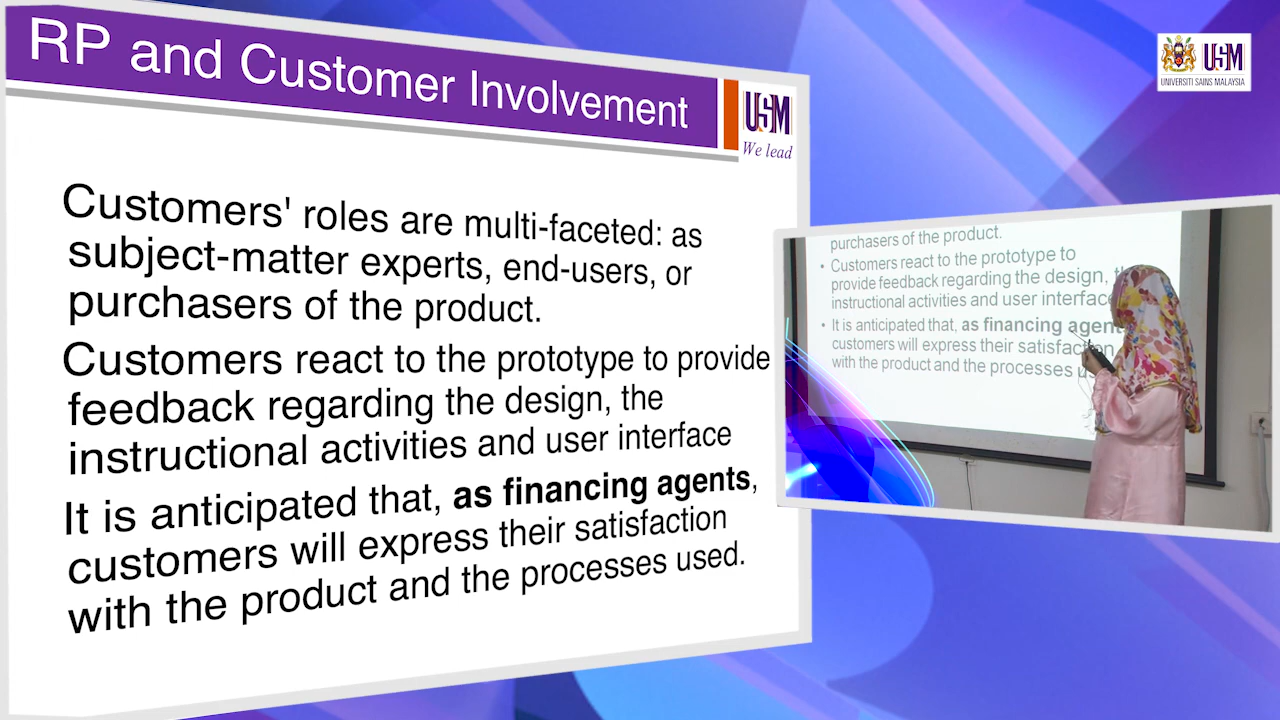 RP and Customer Involvement
USM
We lead
Customers' roles are multi-faceted: as
subject-matter experts, end-users, or
purchasers of the product.
Customers react to the prototype to provide
feedback regarding the design, the
instructional activities and user interface
It is anticipated that, as financing agents,
customers will express their satisfaction
with the product and the processes used.
USM
UNIVERSITI SAINS MALAYSIA
purchasers of the product.
• Customers react to the prototype to
provide feedback regarding the design,
instructional activities and user interface
• It is anticipated that, as financing agent
customers will express their satisfaction
with the product and the processes